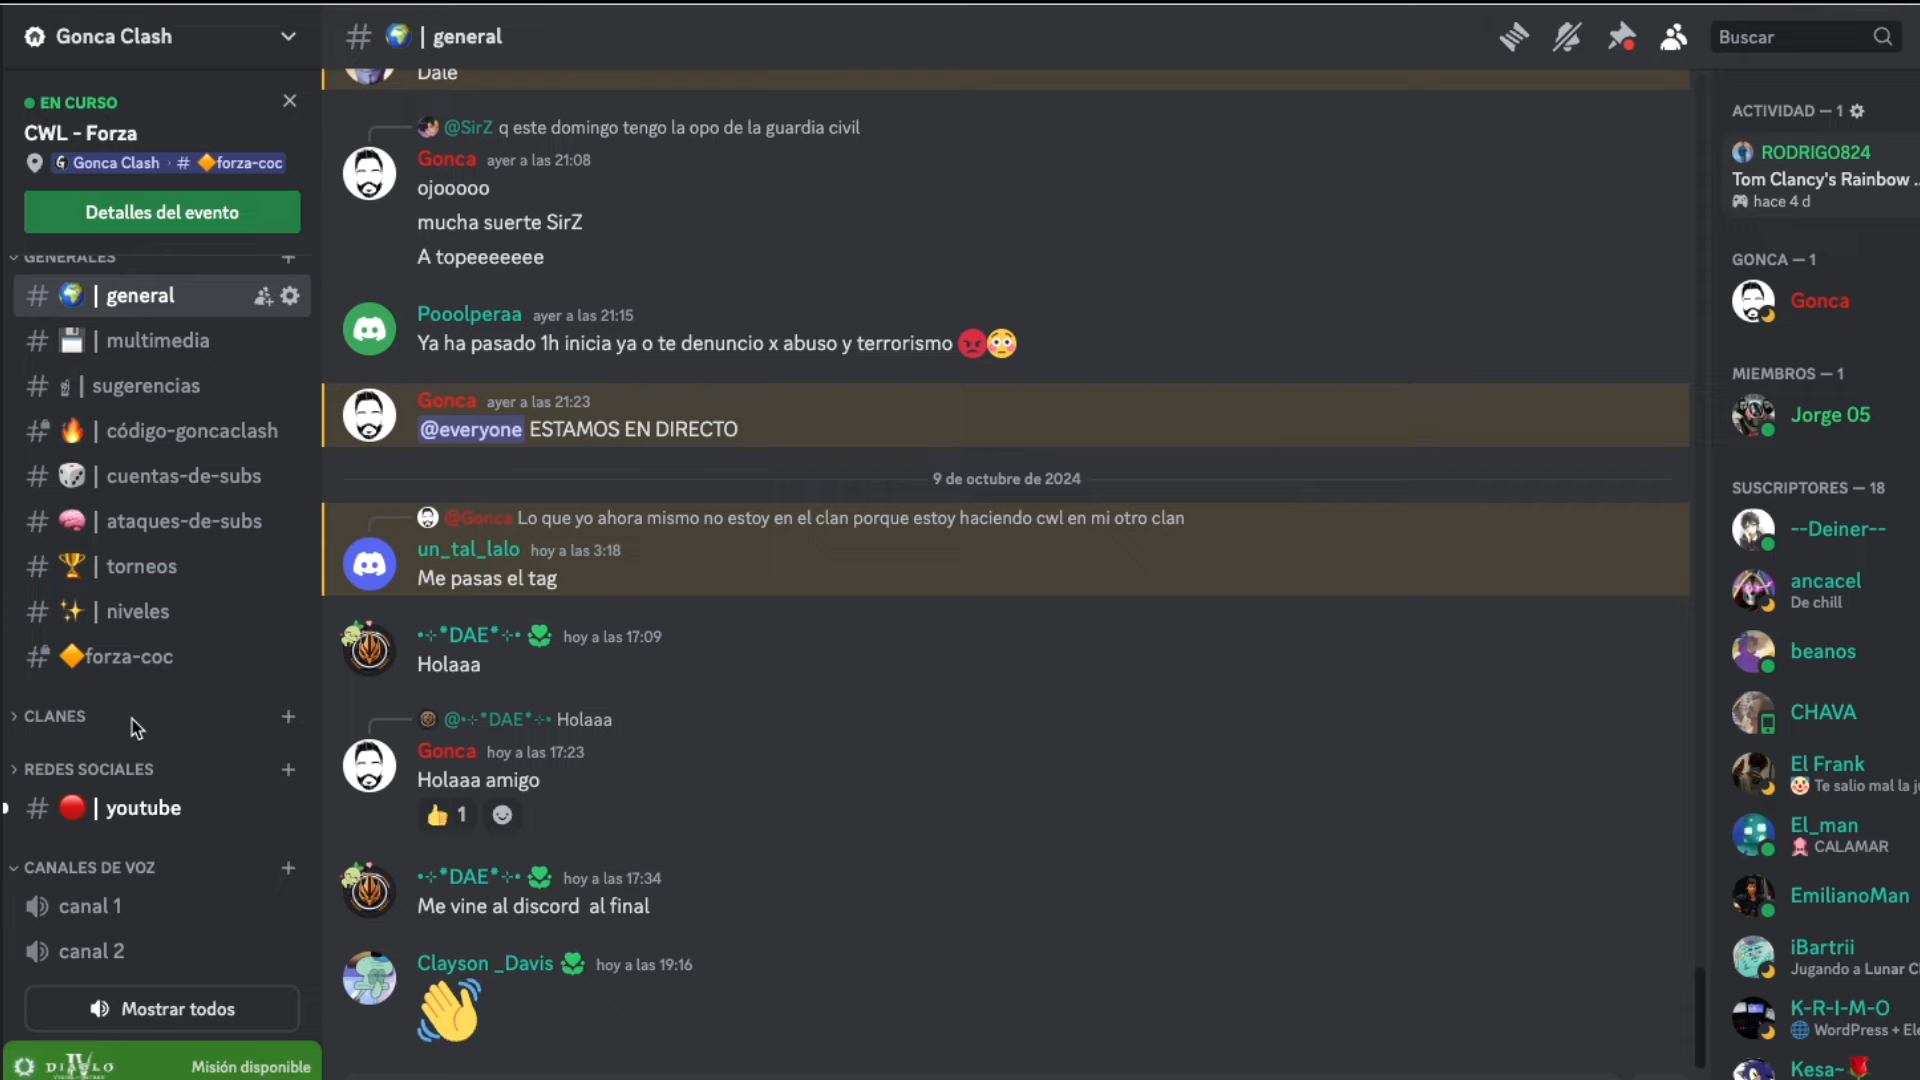 Gonca Clash
EN CURSO
CWL - Forza
Gonca Clash › # 🔶forza-coc
Detalles del evento
GENERALES
# 🌍 | general
# 💾 | multimedia
# | sugerencias
# 🔥 | código-goncaclash
# 🎲 | cuentas-de-subs
# 🧠 | ataques-de-subs
# 🏆 | torneos
# ✨ | niveles
# 🔶forza-coc
CLANES
REDES SOCIALES
# 🔴 | youtube
CANALES DE VOZ
canal 1
canal 2
Mostrar todos
DIABLO IV
Misión disponible
# 🌍 | general
Buscar
Dale
@SirZ q este domingo tengo la opo de la guardia civil
Gonca ayer a las 21:08
ojooooo
mucha suerte SirZ
A topeeeeeee
Pooolperaa ayer a las 21:15
Ya ha pasado 1h inicia ya o te denuncio x abuso y terrorismo 😡😳
Gonca ayer a las 21:23
@everyone ESTAMOS EN DIRECTO
9 de octubre de 2024
@Gonca Lo que yo ahora mismo no estoy en el clan porque estoy haciendo cwl en mi otro clan
un_tal_lalo hoy a las 3:18
Me pasas el tag
•⊹*DAE*⊹• hoy a las 17:09
Holaaa
@•⊹*DAE*⊹• Holaaa
Gonca hoy a las 17:23
Holaaa amigo
👍 1
•⊹*DAE*⊹• hoy a las 17:34
Me vine al discord al final
Clayson _Davis hoy a las 19:16
👋
ACTIVIDAD — 1
RODRIGO824
Tom Clancy's Rainbow ...
hace 4 d
GONCA — 1
Gonca
MIEMBROS — 1
Jorge 05
SUSCRIPTORES — 18
--Deiner--
ancacel
De chill
beanos
CHAVA
El Frank
🤡 Te salio mal la ju
El_man
🦑 CALAMAR
EmilianoMan
iBartrii
Jugando a Lunar Cl
K-R-I-M-O
🌐 WordPress + Ele
Kesa~🌹